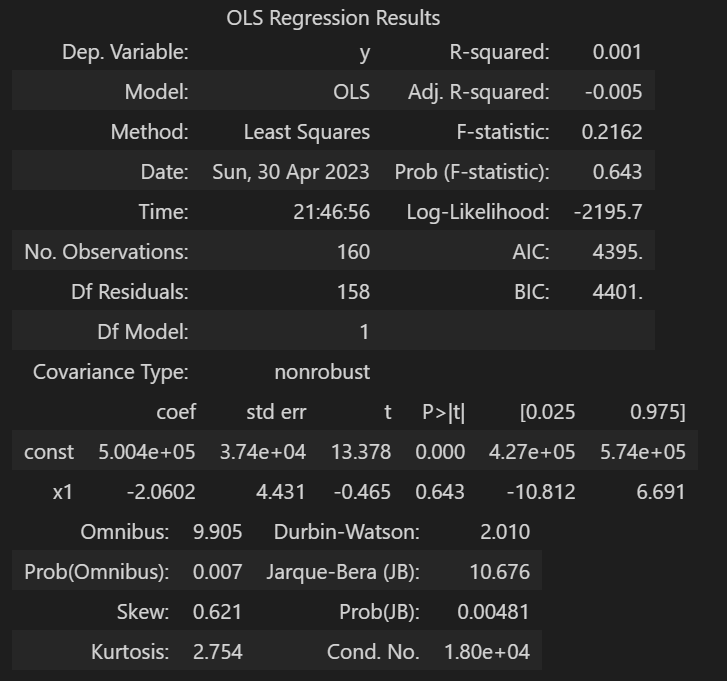 OLS Regression Results
Dep. Variable: y R-squared: 0.001
Model: OLS Adj. R-squared: -0.005
Method: Least Squares F-statistic: 0.2162
Date: Sun, 30 Apr 2023 Prob (F-statistic): 0.643
Time: 21:46:56 Log-Likelihood: -2195.7
No. Observations: 160 AIC: 4395.
Df Residuals: 158 BIC: 4401.
Df Model: 1
Covariance Type: nonrobust
coef std err t P>|t| [0.025 0.975]
const 5.004e+05 3.74e+04 13.378 0.000 4.27e+05 5.74e+05
x1 -2.0602 4.431 -0.465 0.643 -10.812 6.691
Omnibus: 9.905 Durbin-Watson: 2.010
Prob(Omnibus): 0.007 Jarque-Bera (JB): 10.676
Skew: 0.621 Prob(JB): 0.00481
Kurtosis: 2.754 Cond. No. 1.80e+04